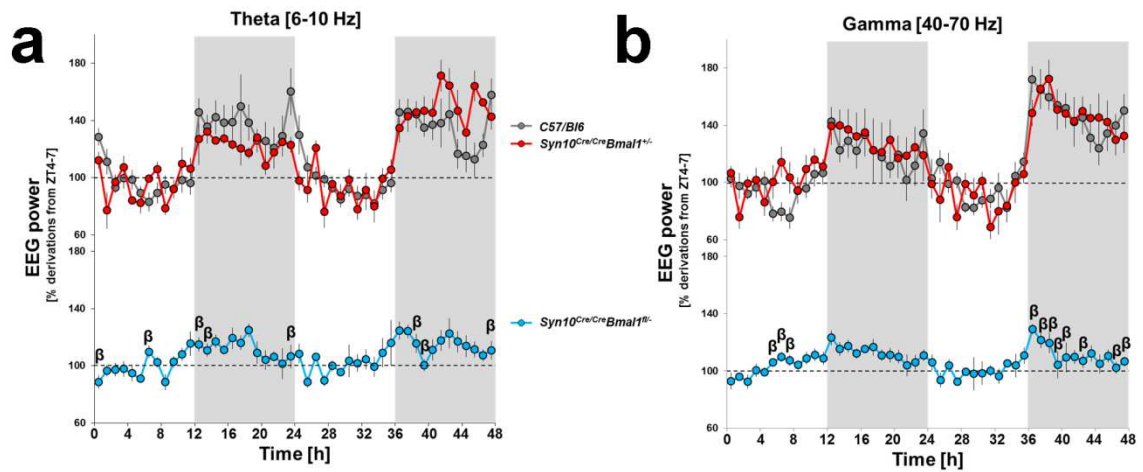 a
Theta [6-10 Hz]
180
140
100
60
180
140
100
60
EEG power
[% derivations from ZT4-7]
β
β
β
β
β
β
β
β
0 4 8 12 16 20 24 28 32 36 40 44 48
Time [h]
C57/Bl6
Syn10Cre/CreBmal1+/-
Syn10Cre/CreBmal1fl/-
b
Gamma [40-70 Hz]
180
140
100
60
180
140
100
60
EEG power
[% derivations from ZT4-7]
β
β
β
β
β β
β
β
β
β
β
0 4 8 12 16 20 24 28 32 36 40 44 48
Time [h]